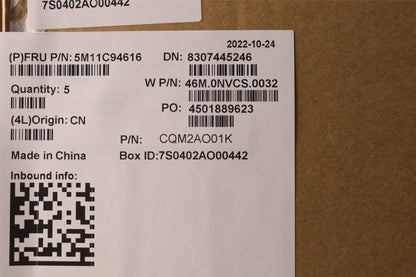 7S0402AO00442
2022-10-24
(P)FRU P/N:5M11C94616 DN: 8307445246
W P/N: 46M.0NVCS.0032
Quantity: 5
PO: 4501889623
(4L)Origin: CN
P/N: CQM2AO01K
Made in China Box ID:7S0402AO00442
Inbound info: